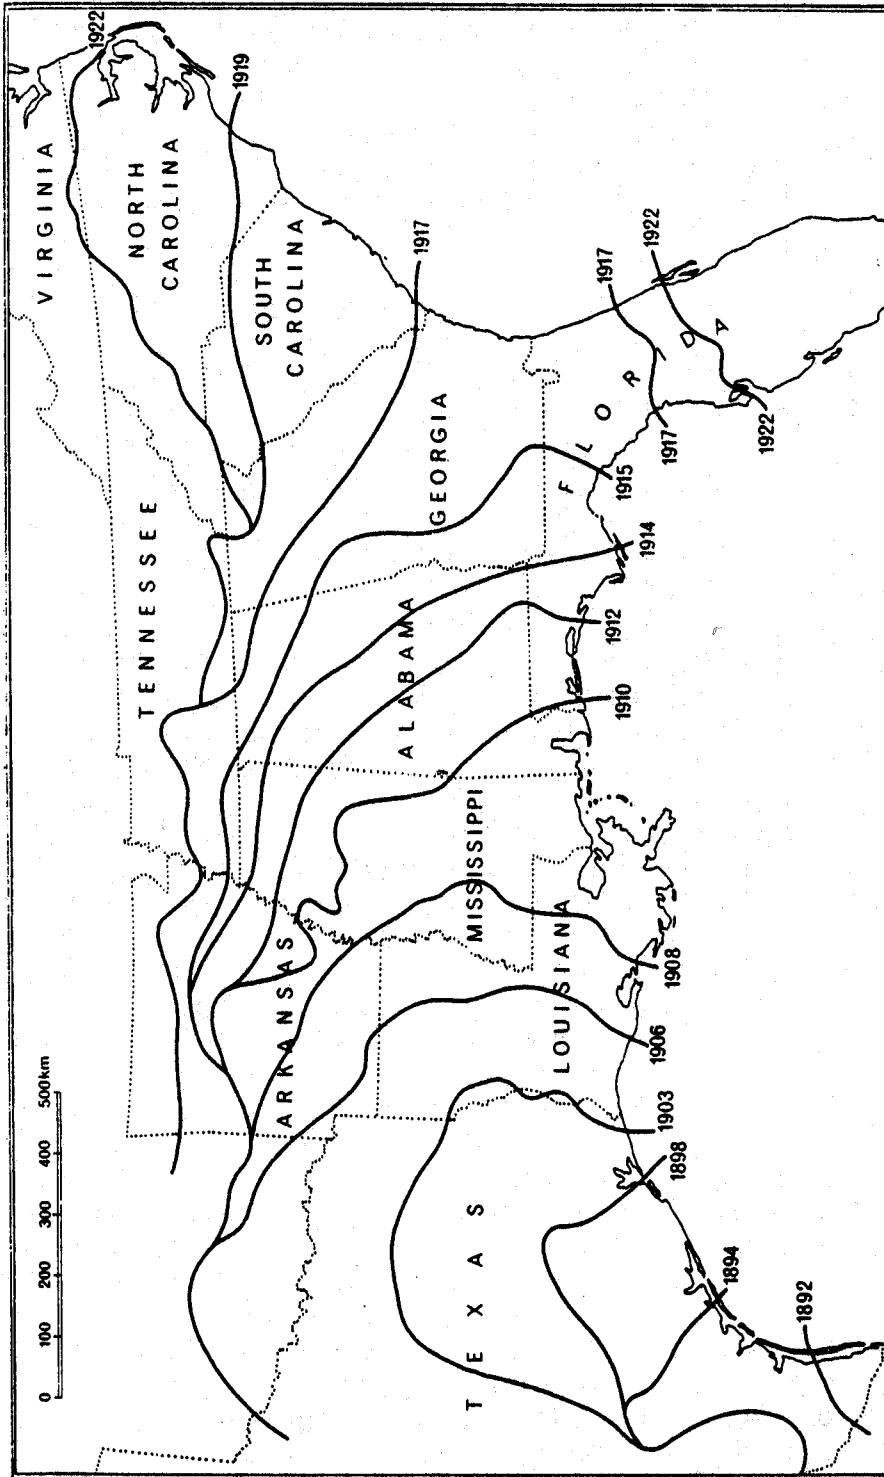 0 100 200 300 400 500km
VIRGINIA
NORTH
CAROLINA
SOUTH
CAROLINA
TENNESSEE
GEORGIA
ALABAMA
MISSISSIPPI
ARKANSAS
LOUISIANA
TEXAS
FLORIDA
1892
1894
1898
1903
1906
1908
1910
1912
1914
1915
1917
1917
1917
1919
1922
1922
1922